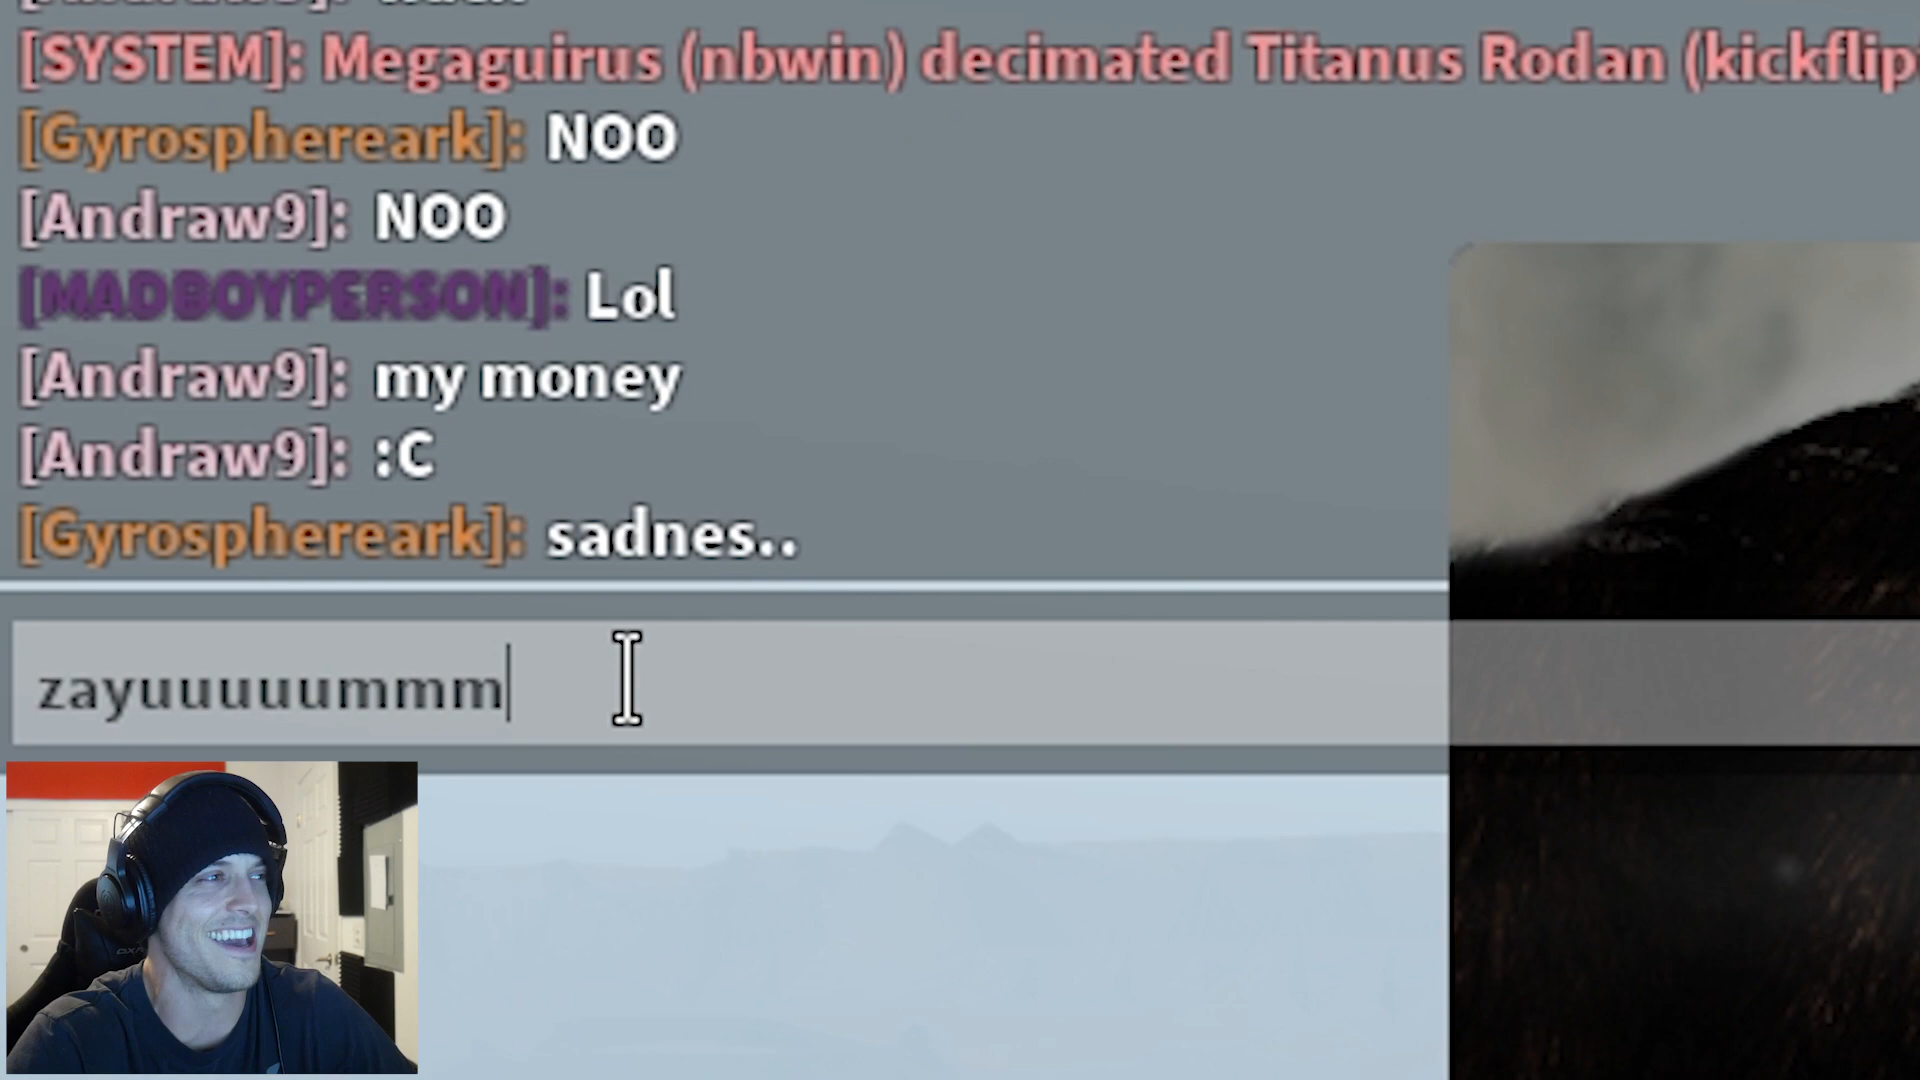 [SYSTEM]: Megaguirus (nbwin) decimated Titanus Rodan (kickflip
[Gyrosphereark]: NOO
[Andraw9]: NOO
[MADBOYPERSON]: Lol
[Andraw9]: my money
[Andraw9]: :C
[Gyrosphereark]: sadnes..
zayuuuuummm